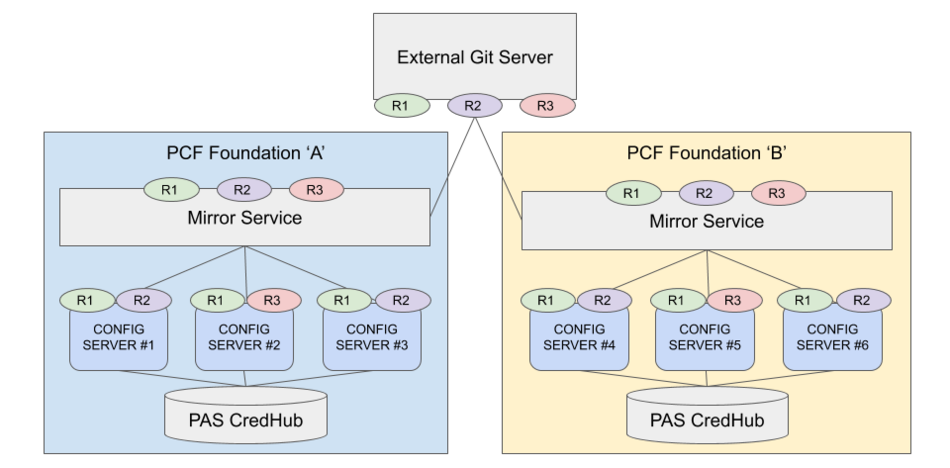 External Git Server
R1 R2 R3
PCF Foundation ‘A’
R1 R2 R3
Mirror Service
R1 R2 R1 R3 R1 R2
CONFIG SERVER #1
CONFIG SERVER #2
CONFIG SERVER #3
PAS CredHub
PCF Foundation ‘B’
R1 R2 R3
Mirror Service
R1 R2 R1 R3 R1 R2
CONFIG SERVER #4
CONFIG SERVER #5
CONFIG SERVER #6
PAS CredHub